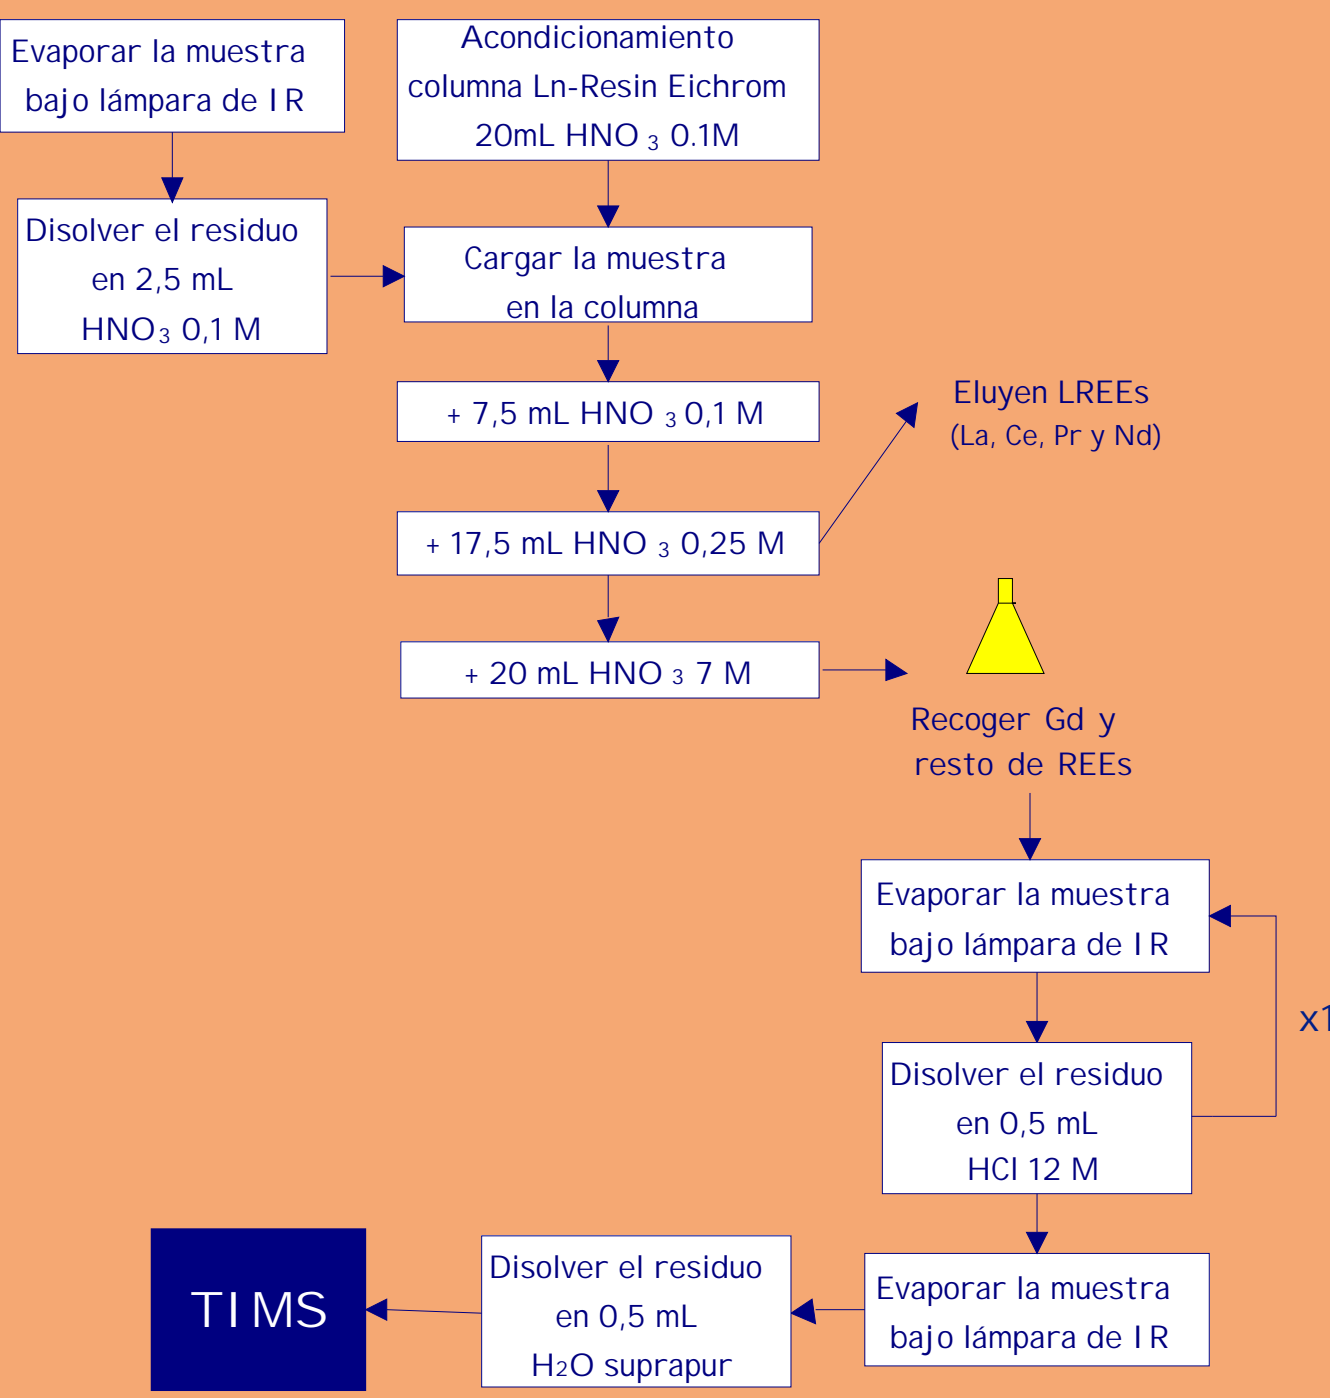 Evaporar la muestra
bajo lámpara de IR
Acondicionamiento
columna Ln-Resin Eichrom
20mL HNO 3 0.1M
Disolver el residuo
en 2,5 mL
HNO3 0,1 M
Cargar la muestra
en la columna
+ 7,5 mL HNO 3 0,1 M
Eluyen LREEs
(La, Ce, Pr y Nd)
+ 17,5 mL HNO 3 0,25 M
+ 20 mL HNO 3 7 M
Recoger Gd y
resto de REEs
Evaporar la muestra
bajo lámpara de IR
x1
Disolver el residuo
en 0,5 mL
HCl 12 M
Evaporar la muestra
bajo lámpara de IR
Disolver el residuo
en 0,5 mL
H2O suprapur
TIMS